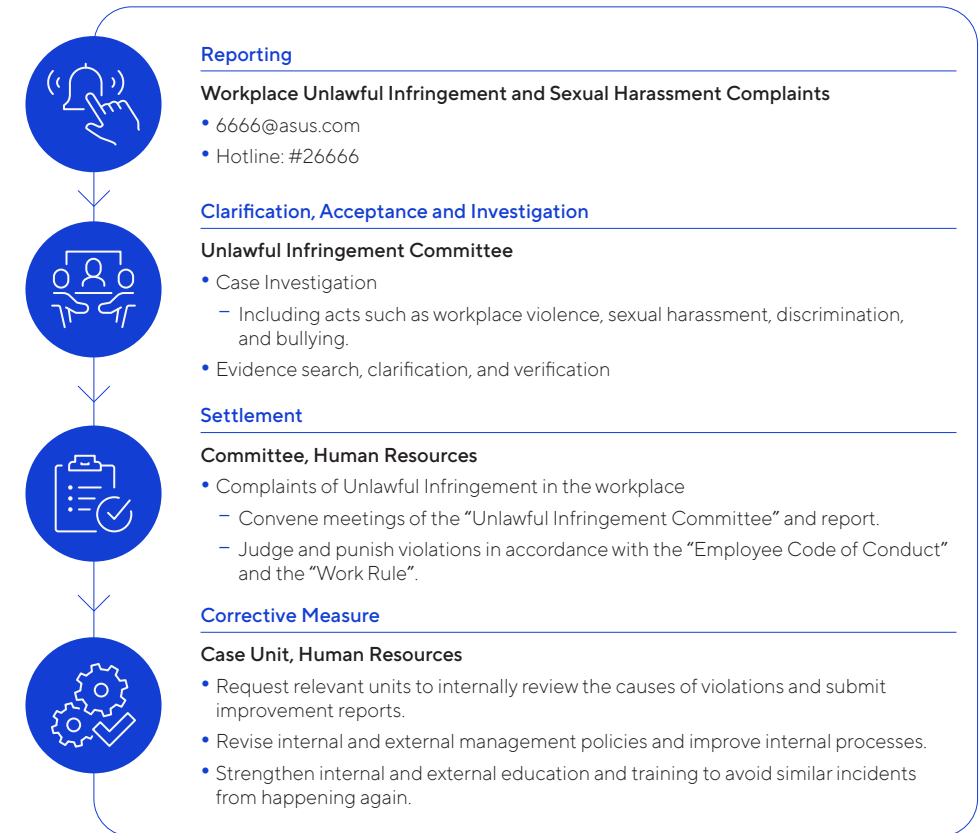 Reporting
Workplace Unlawful Infringement and Sexual Harassment Complaints
• 6666@asus.com
• Hotline: #26666
Clarification, Acceptance and Investigation
Unlawful Infringement Committee
• Case Investigation
– Including acts such as workplace violence, sexual harassment, discrimination,
and bullying.
• Evidence search, clarification, and verification
Settlement
Committee, Human Resources
• Complaints of Unlawful Infringement in the workplace
– Convene meetings of the “Unlawful Infringement Committee” and report.
– Judge and punish violations in accordance with the “Employee Code of Conduct”
and the “Work Rule”.
Corrective Measure
Case Unit, Human Resources
• Request relevant units to internally review the causes of violations and submit
improvement reports.
• Revise internal and external management policies and improve internal processes.
• Strengthen internal and external education and training to avoid similar incidents
from happening again.